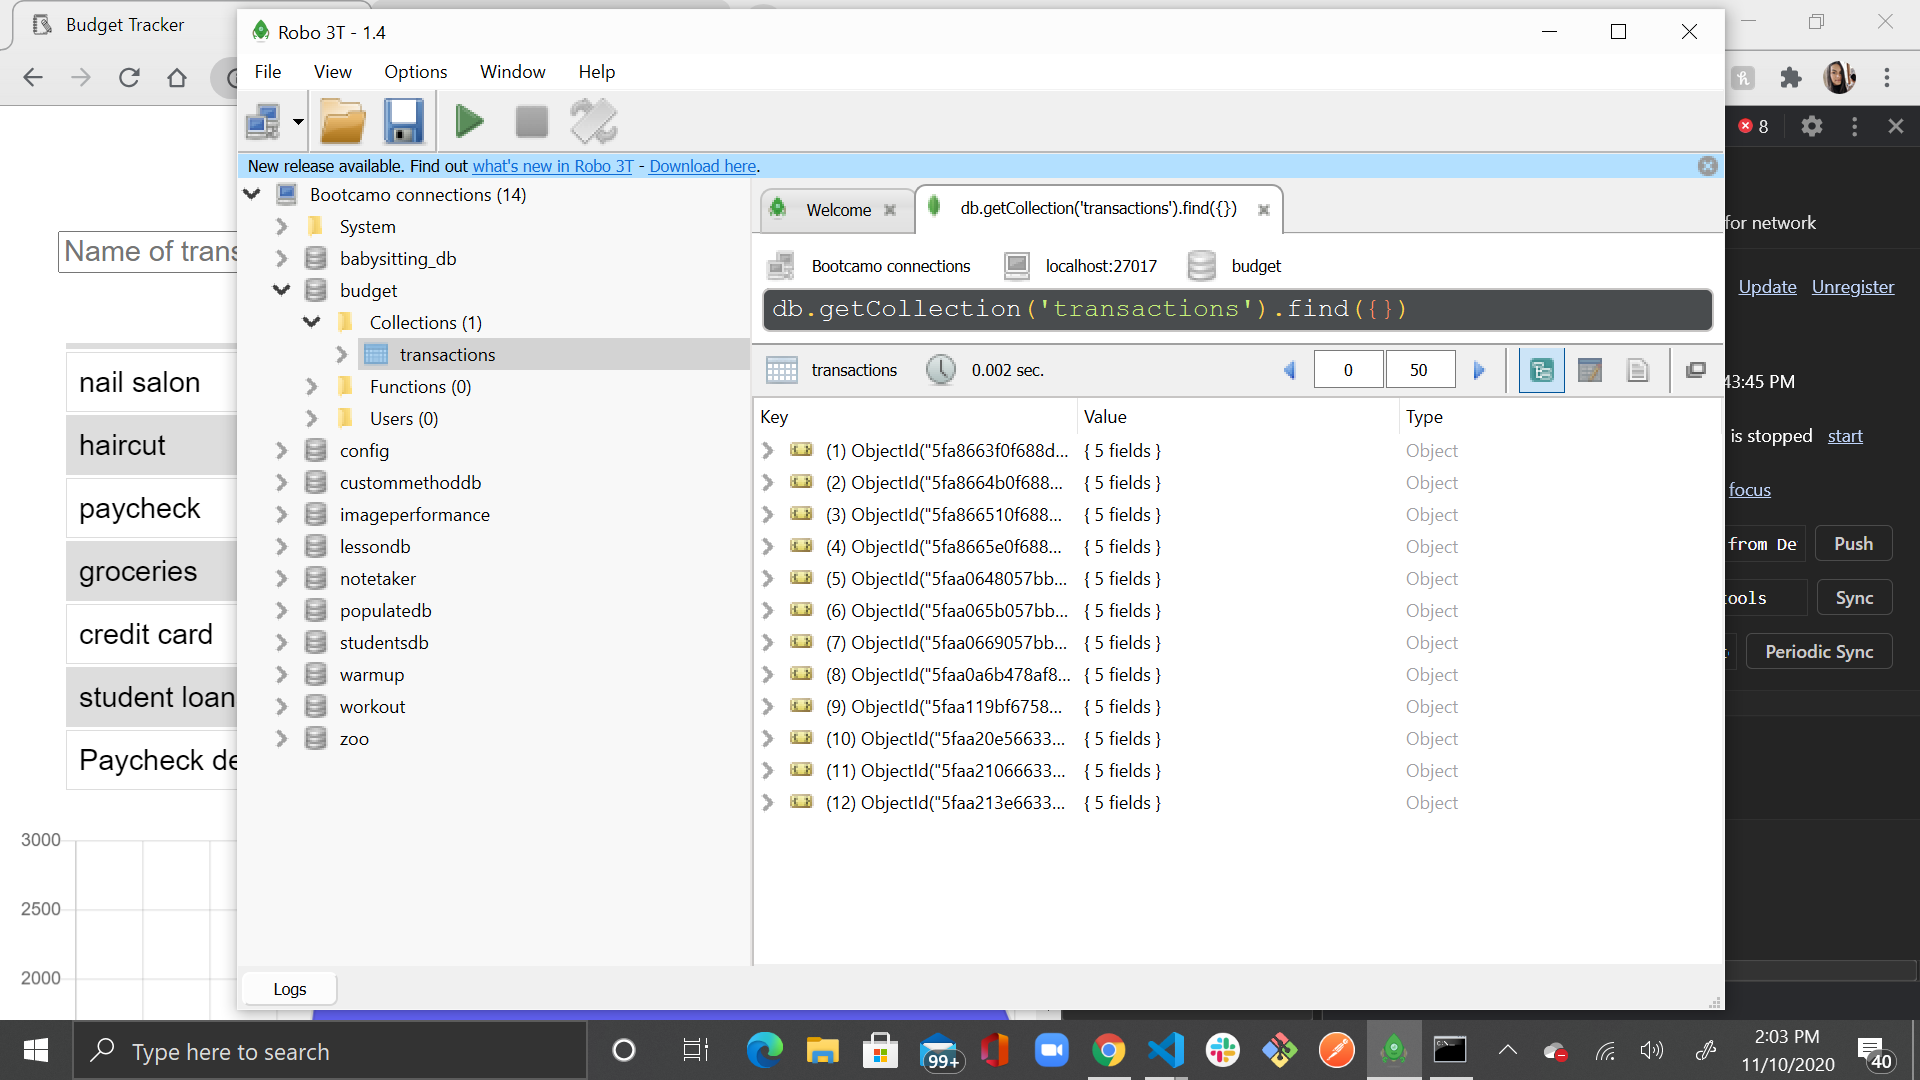 Budget Tracker
Robo 3T - 1.4
File View Options Window Help
8
New release available. Find out what's new in Robo 3T - Download here.
Bootcamo connections (14)
System
babysitting_db
budget
Collections (1)
transactions
Functions (0)
Users (0)
config
custommethoddb
imageperformance
lessondb
notetaker
populatedb
studentsdb
warmup
workout
zoo
Logs
Welcome
db.getCollection('transactions').find({})
Bootcamo connections localhost:27017 budget
db.getCollection('transactions').find({})
transactions 0.002 sec. 0 50
Key Value Type
(1) ObjectId("5fa8663f0f688d... { 5 fields } Object
(2) ObjectId("5fa8664b0f688... { 5 fields } Object
(3) ObjectId("5fa866510f688... { 5 fields } Object
(4) ObjectId("5fa8665e0f688... { 5 fields } Object
(5) ObjectId("5faa0648057bb... { 5 fields } Object
(6) ObjectId("5faa065b057bb... { 5 fields } Object
(7) ObjectId("5faa0669057bb... { 5 fields } Object
(8) ObjectId("5faa0a6b478af8... { 5 fields } Object
(9) ObjectId("5faa119bf6758... { 5 fields } Object
(10) ObjectId("5faa20e56633... { 5 fields } Object
(11) ObjectId("5faa21066633... { 5 fields } Object
(12) ObjectId("5faa213e6633... { 5 fields } Object
Name of trans
nail salon
haircut
paycheck
groceries
credit card
student loan
Paycheck de
3000
2500
2000
for network
Update Unregister
43:45 PM
is stopped start
focus
from De Push
tools Sync
Periodic Sync
Type here to search
99+
2:03 PM
11/10/2020
40